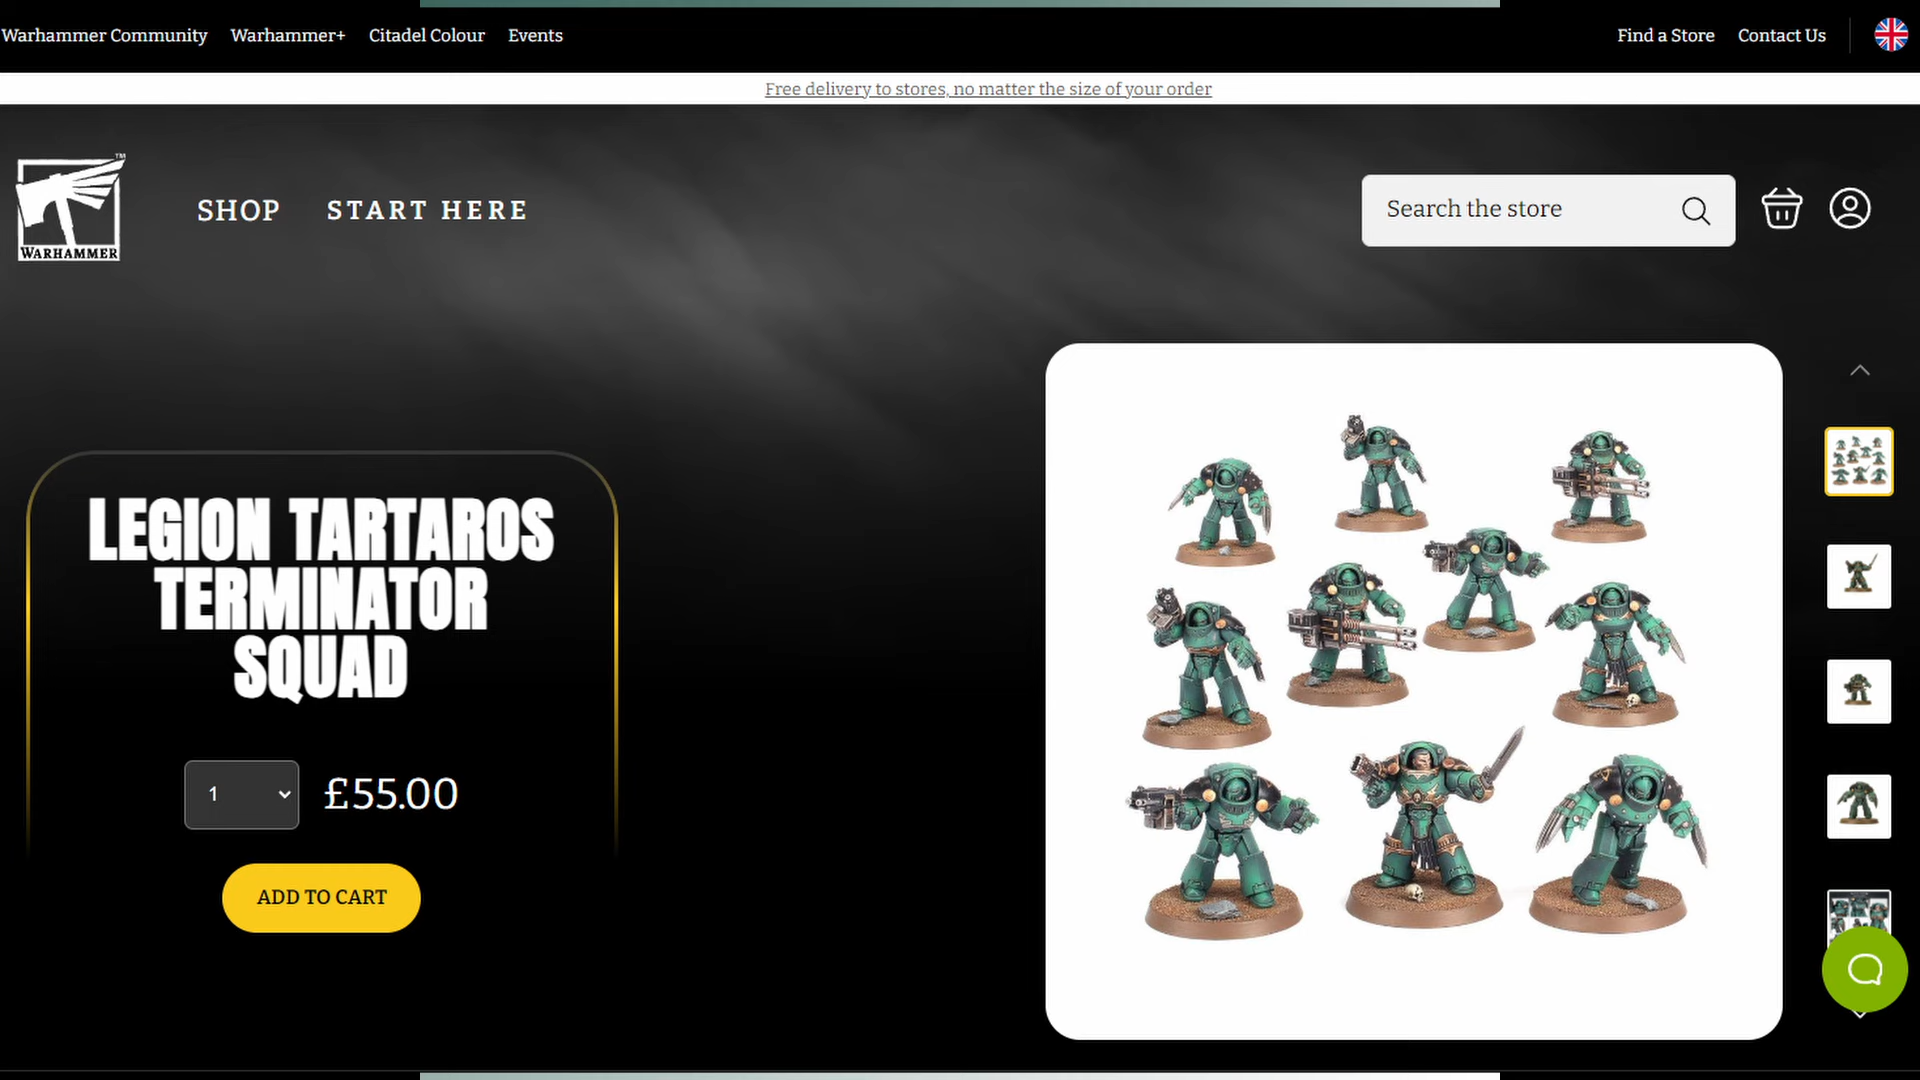 Warhammer Community Warhammer+ Citadel Colour Events Find a Store Contact Us
Free delivery to stores, no matter the size of your order
TM
WARHAMMER
SHOP START HERE
Search the store
LEGION TARTAROS
TERMINATOR
SQUAD
1 £55.00
ADD TO CART